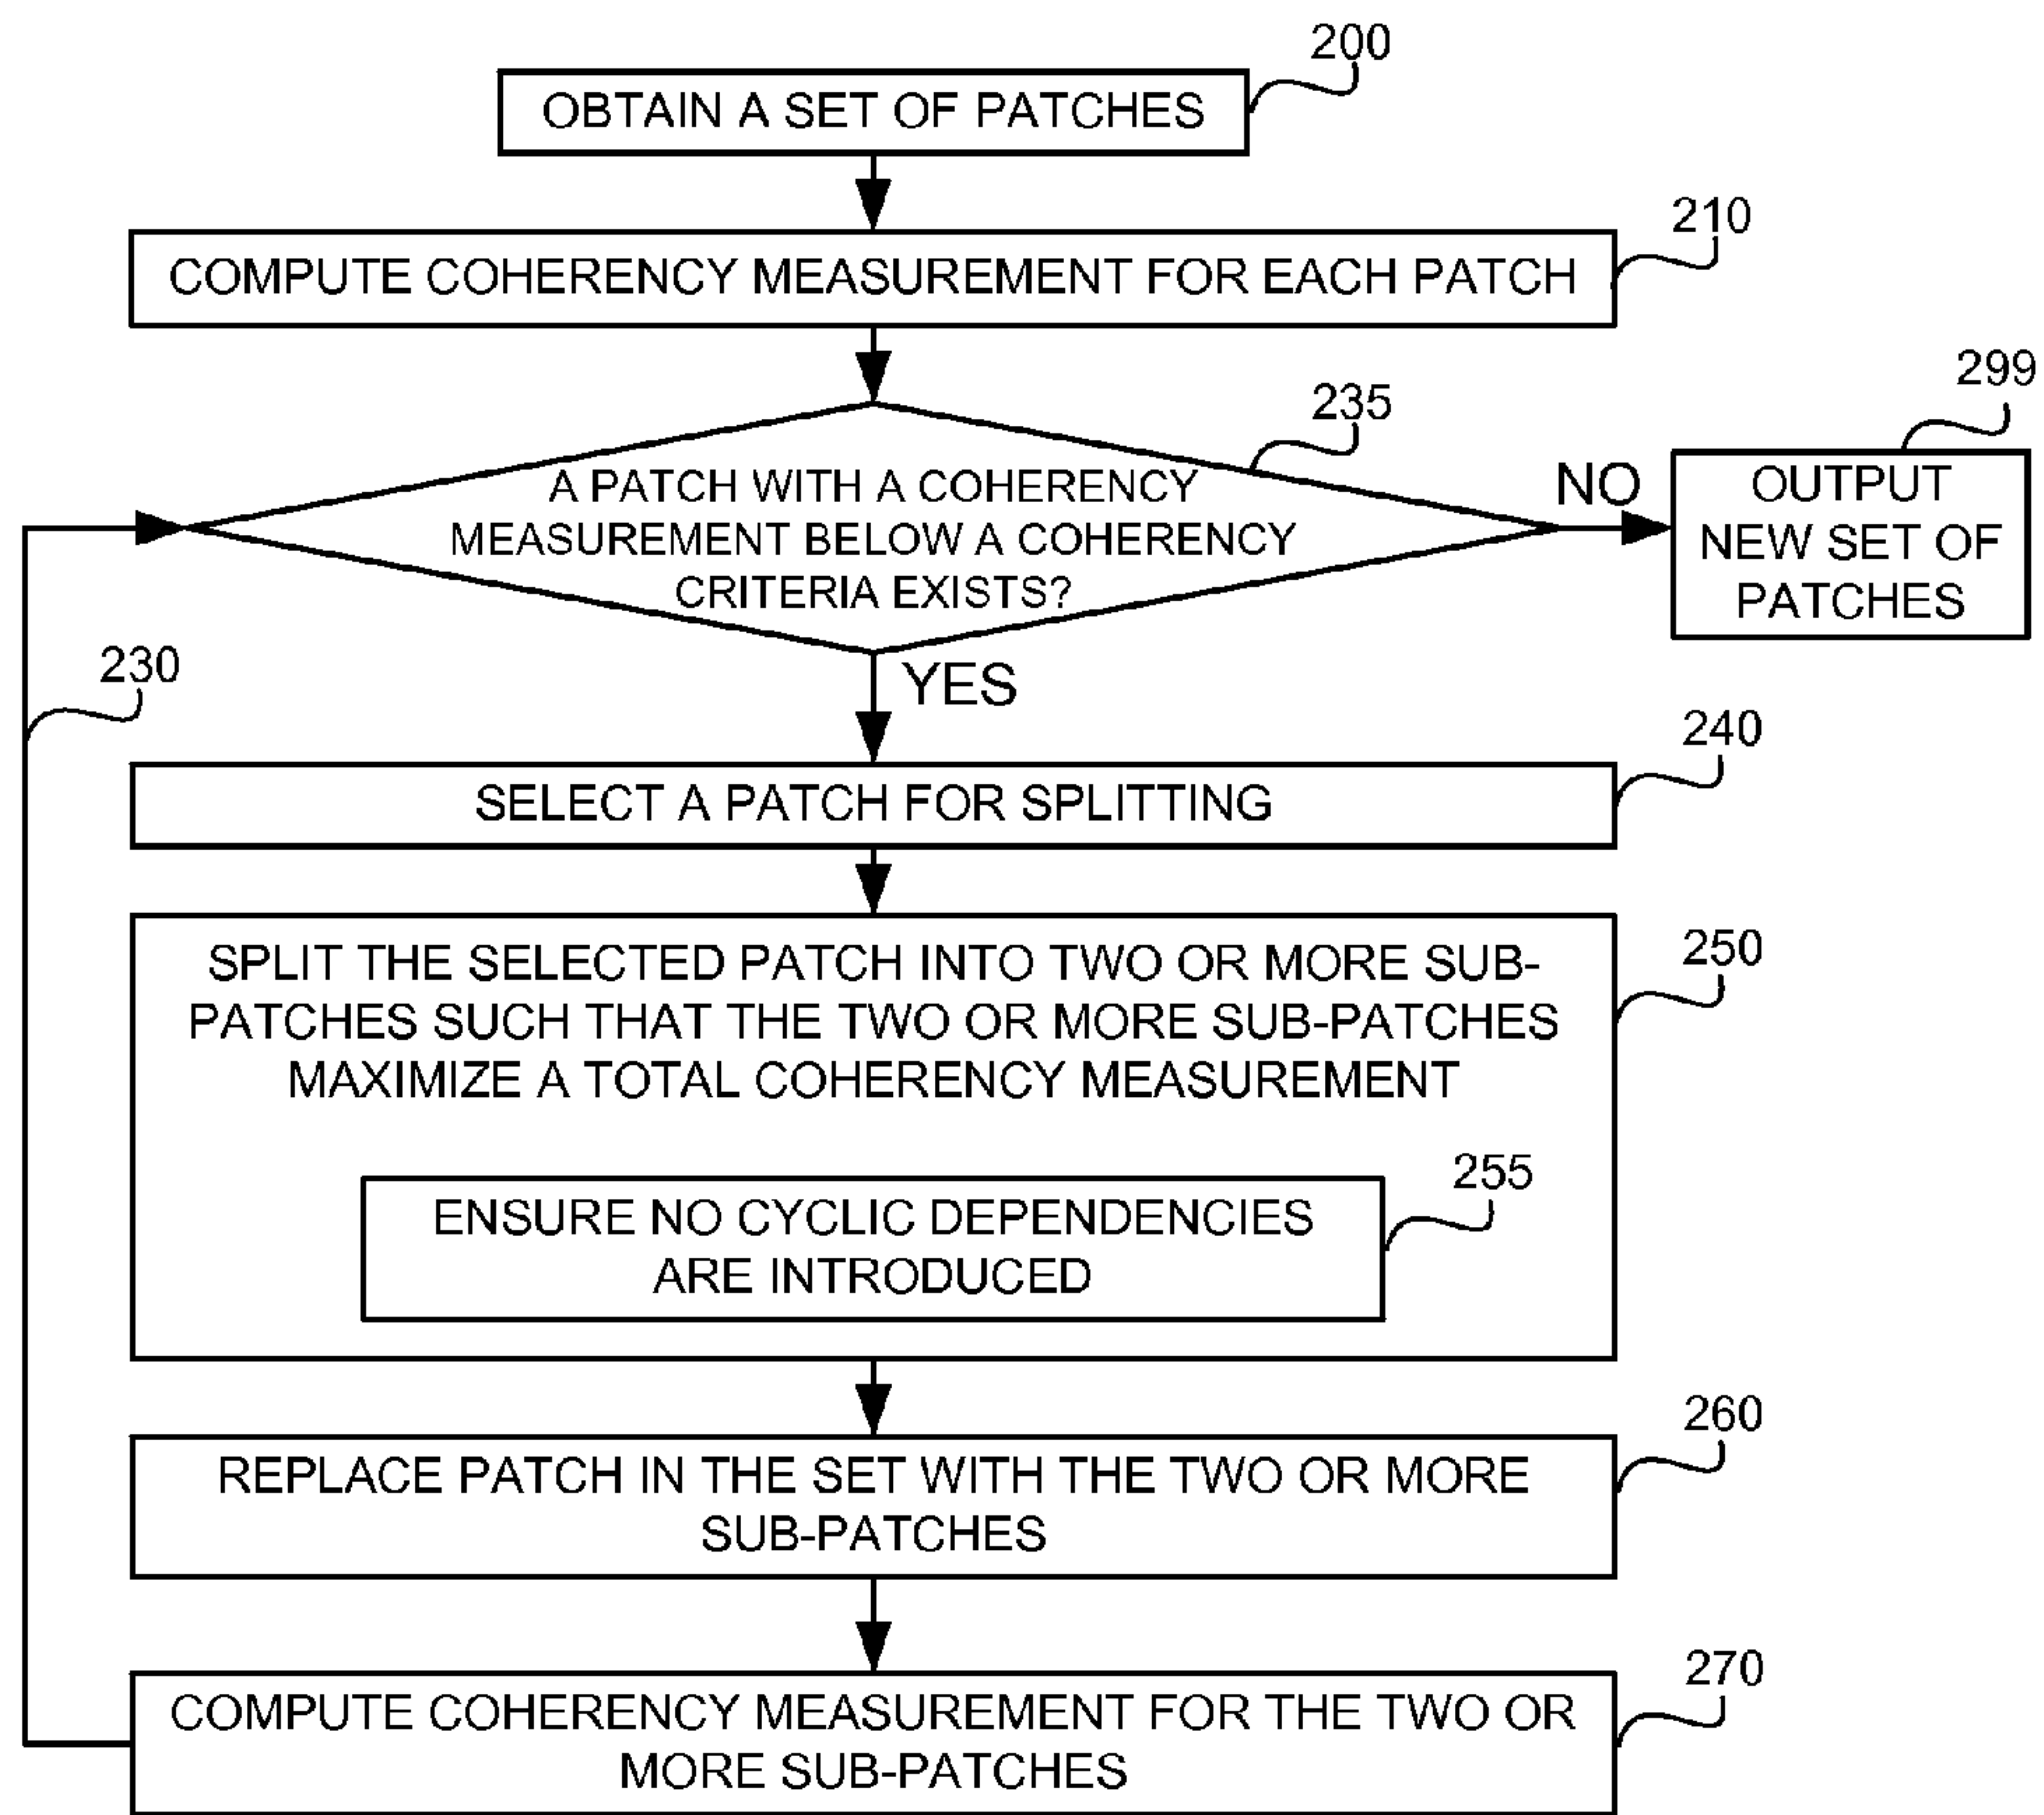 200
OBTAIN A SET OF PATCHES
210
COMPUTE COHERENCY MEASUREMENT FOR EACH PATCH
235
A PATCH WITH A COHERENCY
MEASUREMENT BELOW A COHERENCY
CRITERIA EXISTS?
NO
299
OUTPUT
NEW SET OF
PATCHES
230
YES
240
SELECT A PATCH FOR SPLITTING
250
SPLIT THE SELECTED PATCH INTO TWO OR MORE SUB-
PATCHES SUCH THAT THE TWO OR MORE SUB-PATCHES
MAXIMIZE A TOTAL COHERENCY MEASUREMENT
255
ENSURE NO CYCLIC DEPENDENCIES
ARE INTRODUCED
260
REPLACE PATCH IN THE SET WITH THE TWO OR MORE
SUB-PATCHES
270
COMPUTE COHERENCY MEASUREMENT FOR THE TWO OR
MORE SUB-PATCHES